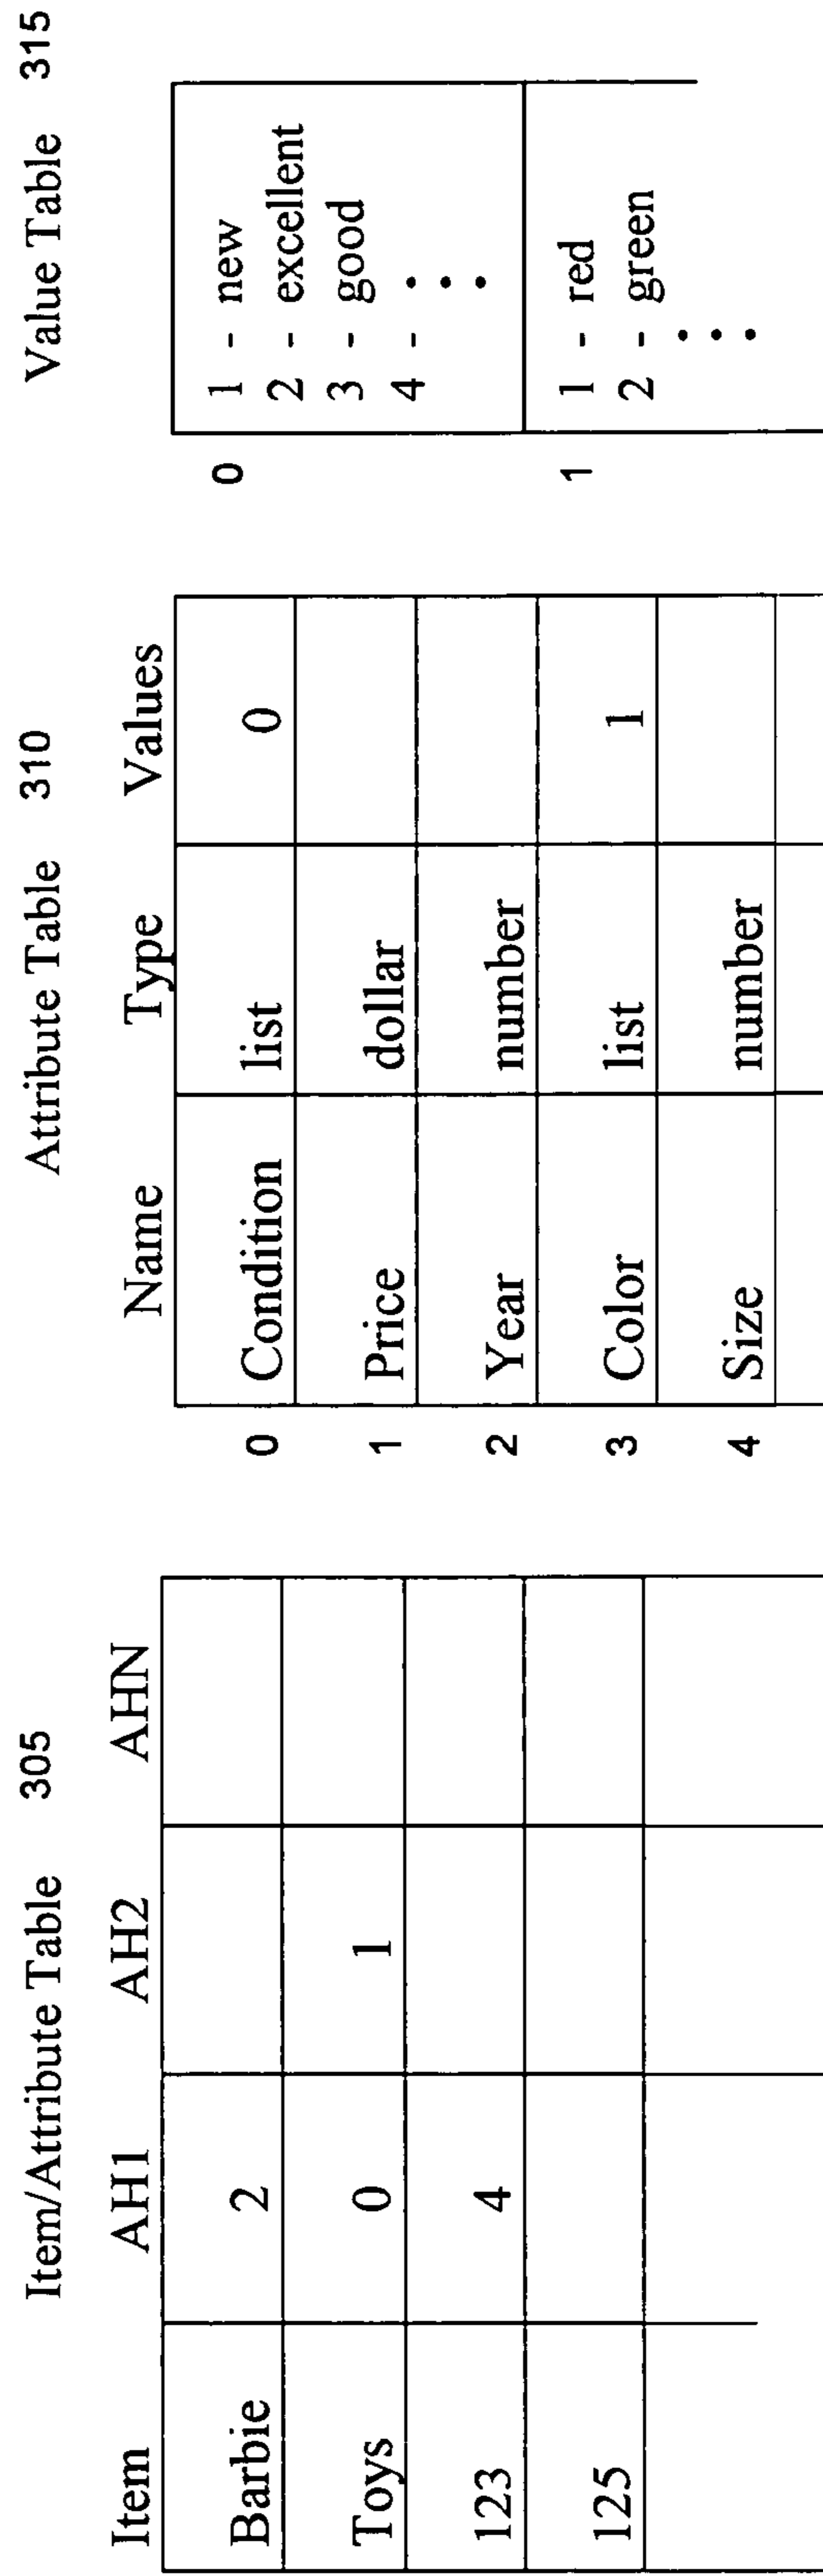 Item/Attribute Table 305
Item AH1 AH2 AHN
Barbie 2
Toys 0 1
123 4
125
Attribute Table 310
Name Type Values
0 Condition list 0
1 Price dollar
2 Year number
3 Color list 1
4 Size number
Value Table 315
0
1 - new
2 - excellent
3 - good
4 -
1
1 - red
2 - green